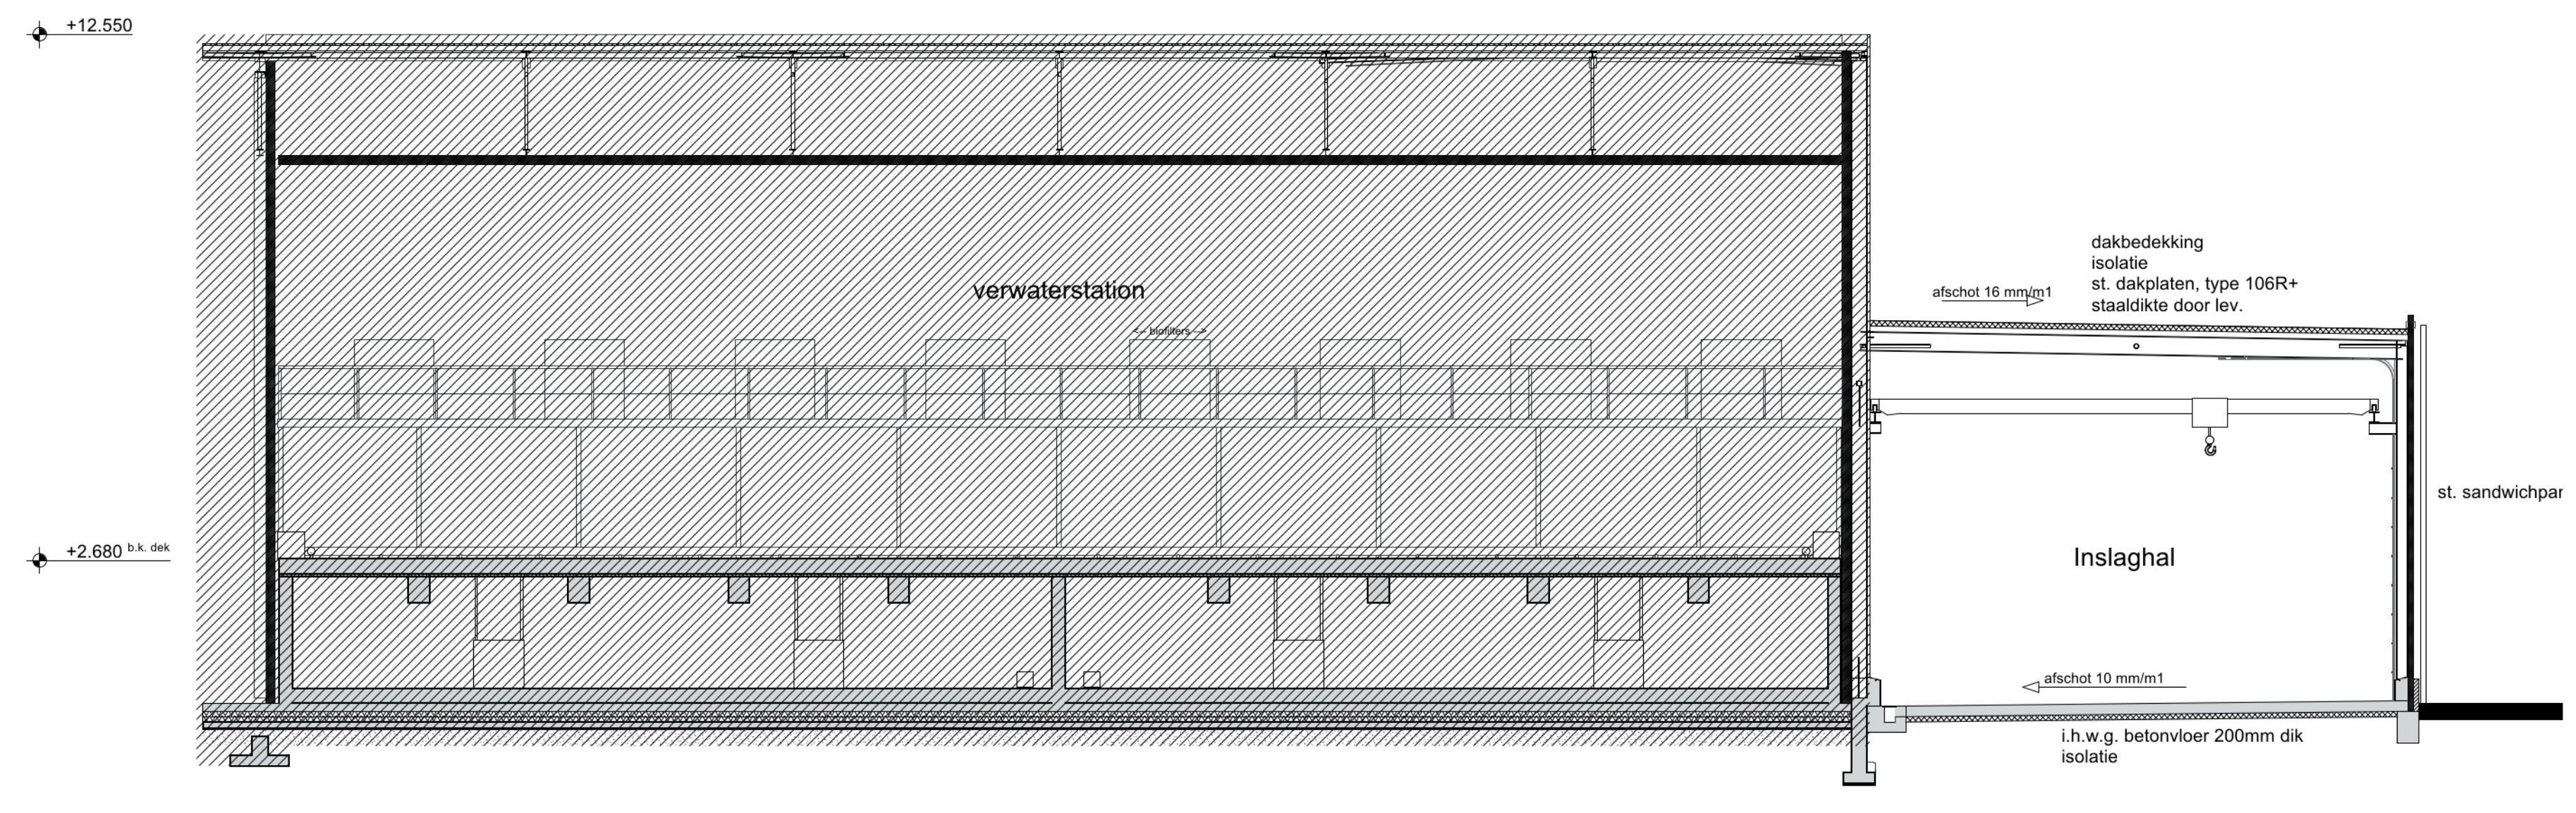 +12.550
dakbedekking
isolatie
st. dakplaten, type 106R+
staaldikte door lev.
afschot 16 mm/m1
verwaterstation
<-- biofilters -->
st. sandwichpar
+2.680 b.k. dek
Inslaghal
afschot 10 mm/m1
i.h.w.g. betonvloer 200mm dik
isolatie